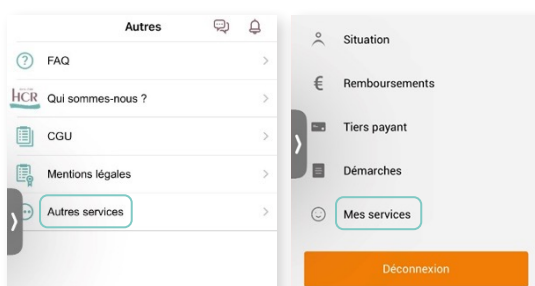 Autres
FAQ
HCR
Qui sommes-nous ?
CGU
Mentions légales
Autres services
Situation
Remboursements
Tiers payant
Démarches
Mes services
Déconnexion